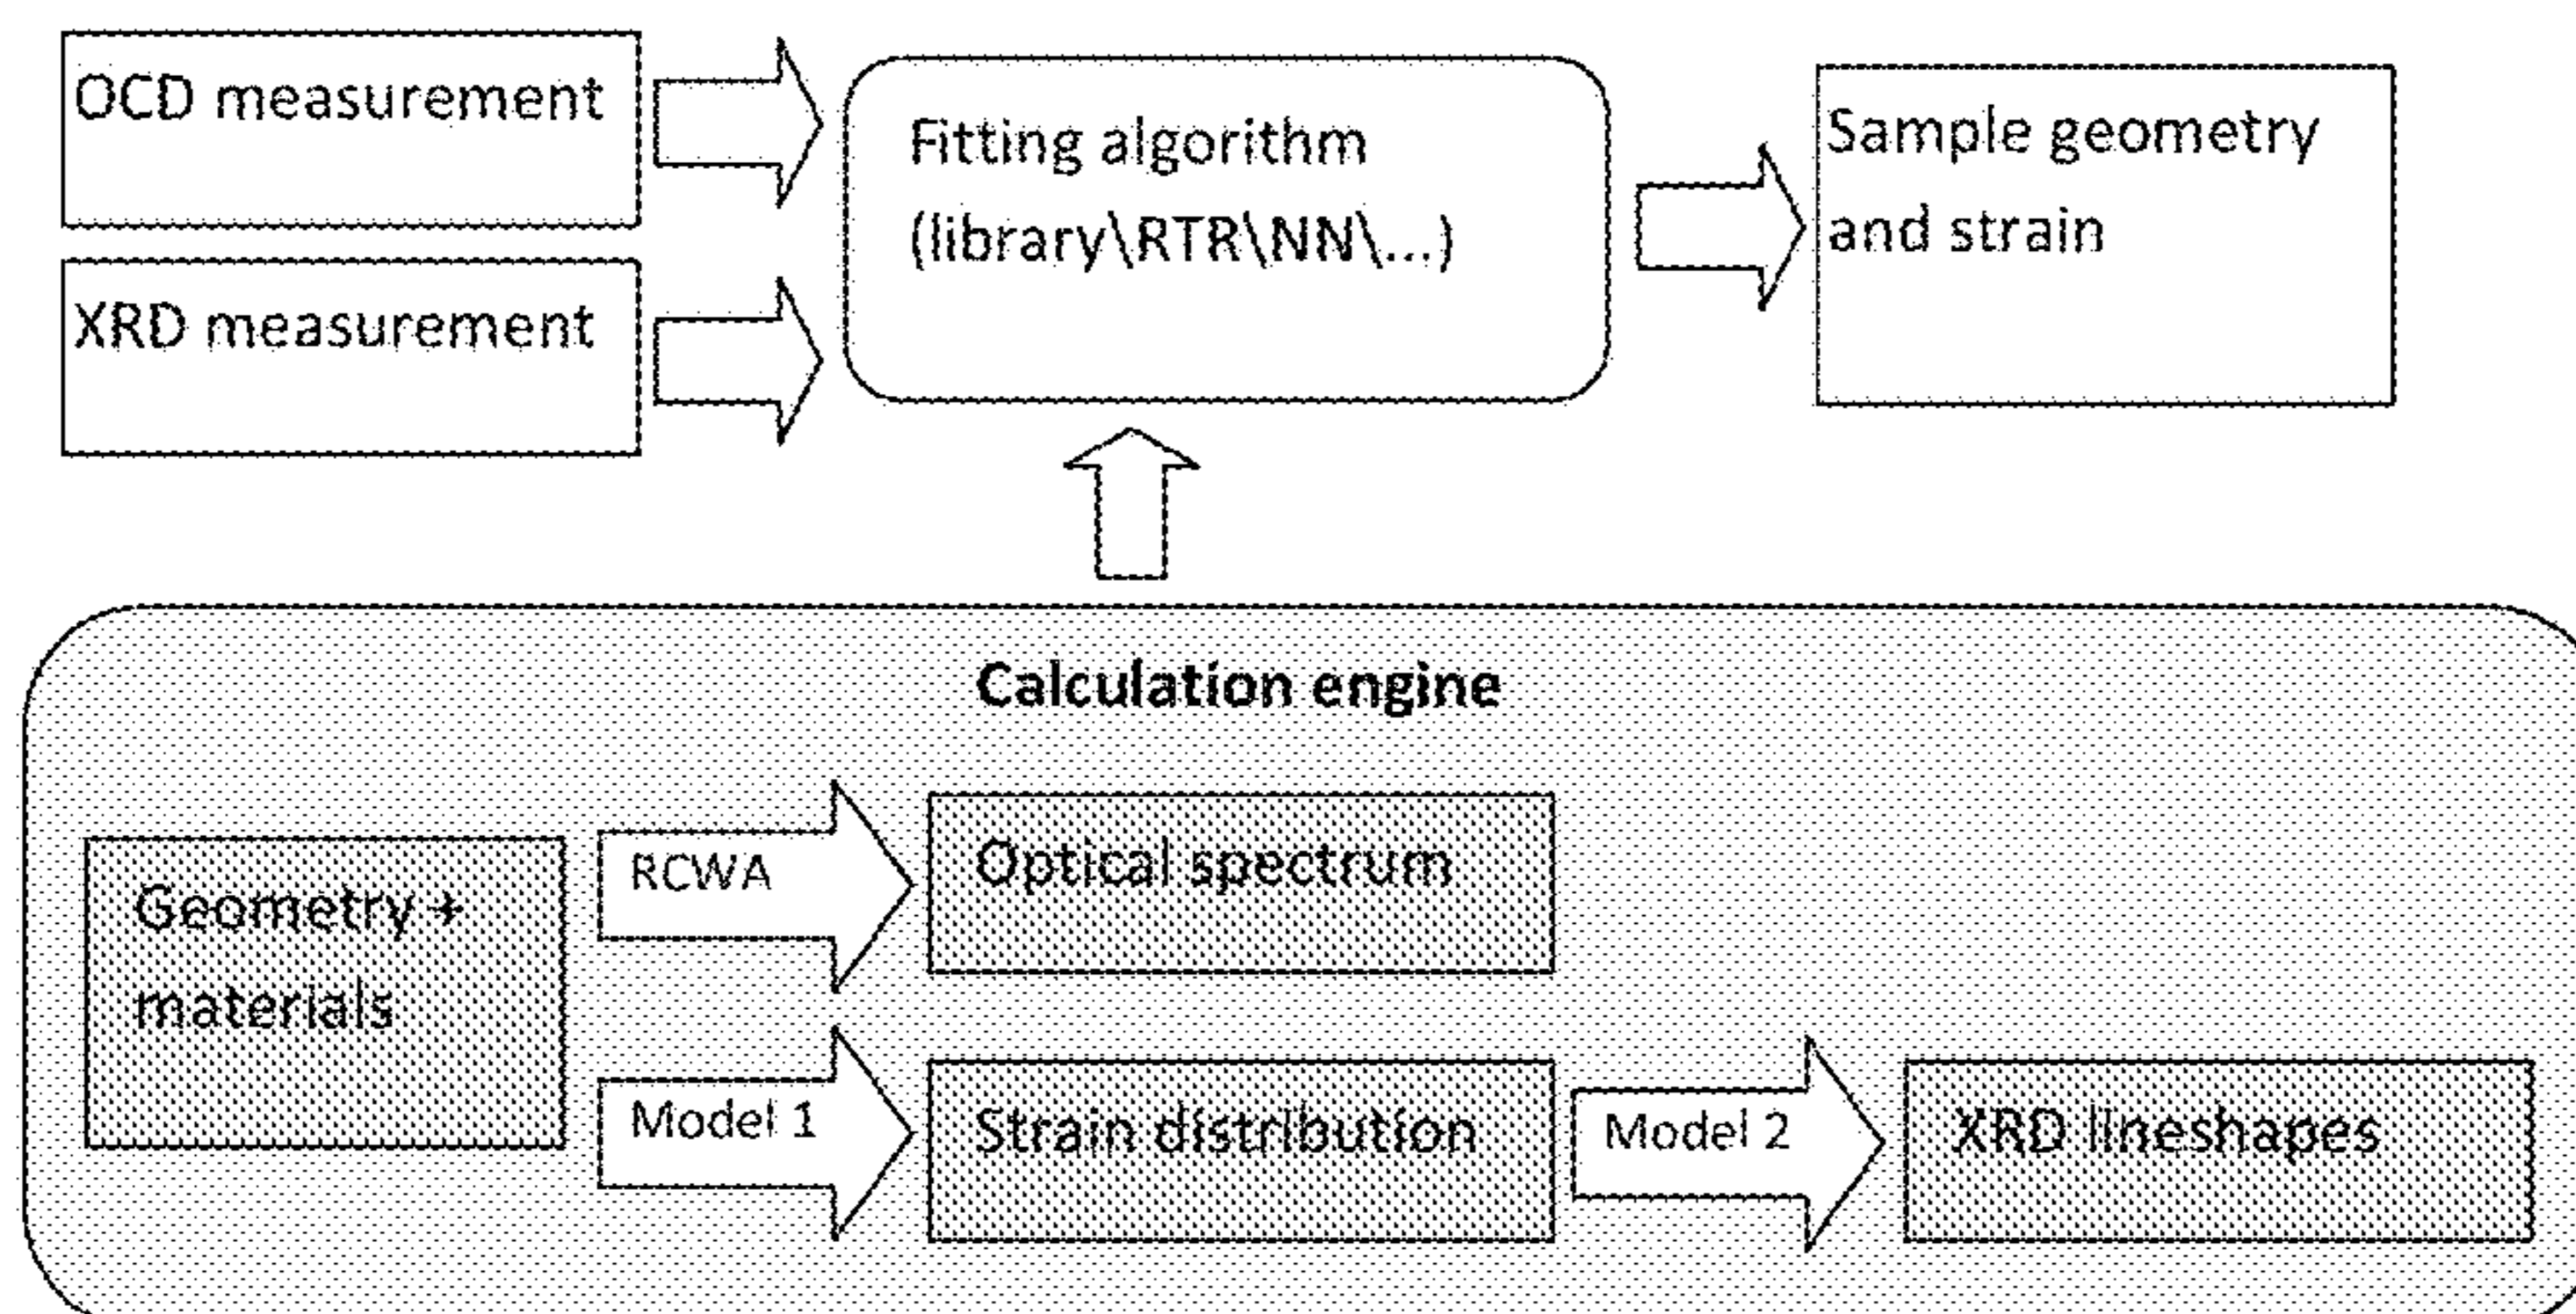 OCD measurement
XRD measurement
Fitting algorithm
(library\RTR\NN\...)
Sample geometry
and strain
Calculation engine
Geometry +
materials
RCWA
Optical spectrum
Model 1
Strain distribution
Model 2
XRD lineshapes